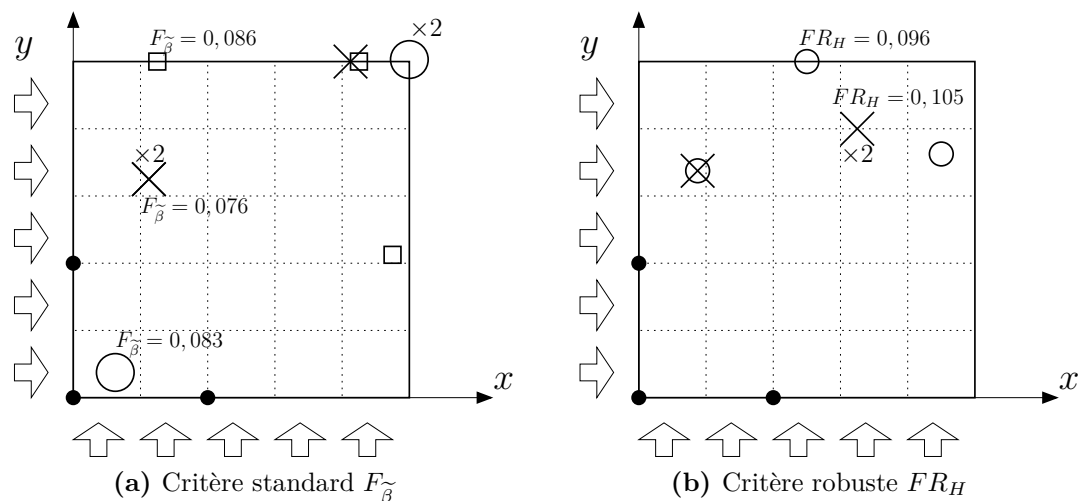 y
F_β̃ = 0,086
×2
×2
F_β̃ = 0,076
F_β̃ = 0,083
x
(a) Critère standard F_β̃
y
FR_H = 0,096
FR_H = 0,105
×2
x
(b) Critère robuste FR_H